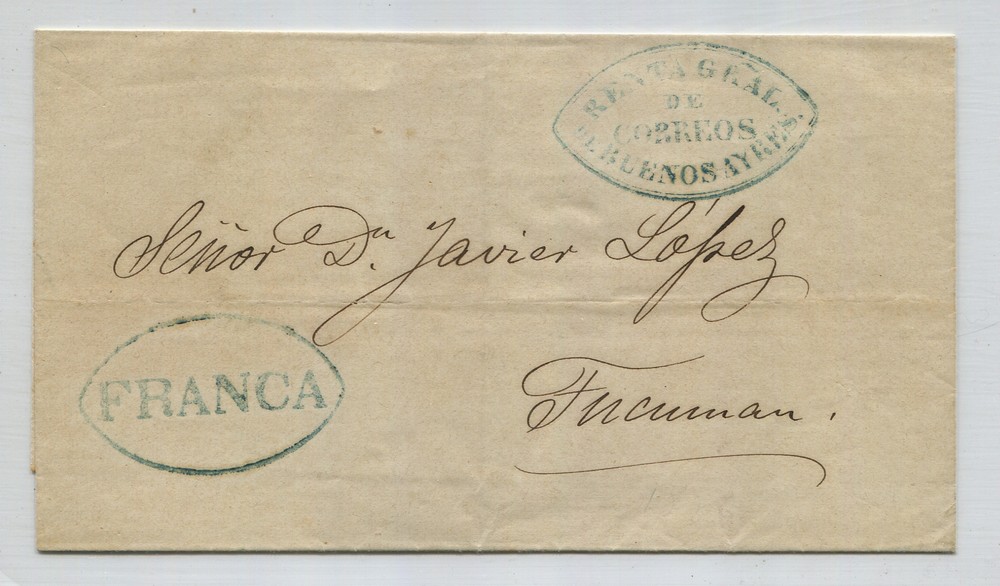 RENTA GRAL.
DE
CORREOS
DE BUENOS AYRES.
Señor Dn. Javier López
FRANCA
Tucuman.